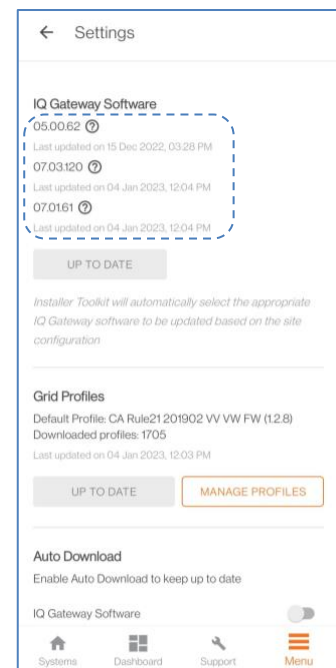 ← Settings
IQ Gateway Software
05.00.62 ?
Last updated on 15 Dec 2022, 03:28 PM
07.03.120 ?
Last updated on 04 Jan 2023, 12:04 PM
07.01.61 ?
Last updated on 04 Jan 2023, 12:04 PM
UP TO DATE
Installer Toolkit will automatically select the appropriate
IQ Gateway software to be updated based on the site
configuration
Grid Profiles
Default Profile: CA Rule21 201902 VV VW FW (1.2.8)
Downloaded profiles: 1705
Last updated on 04 Jan 2023, 12:03 PM
UP TO DATE MANAGE PROFILES
Auto Download
Enable Auto Download to keep up to date
IQ Gateway Software
Systems Dashboard Support Menu